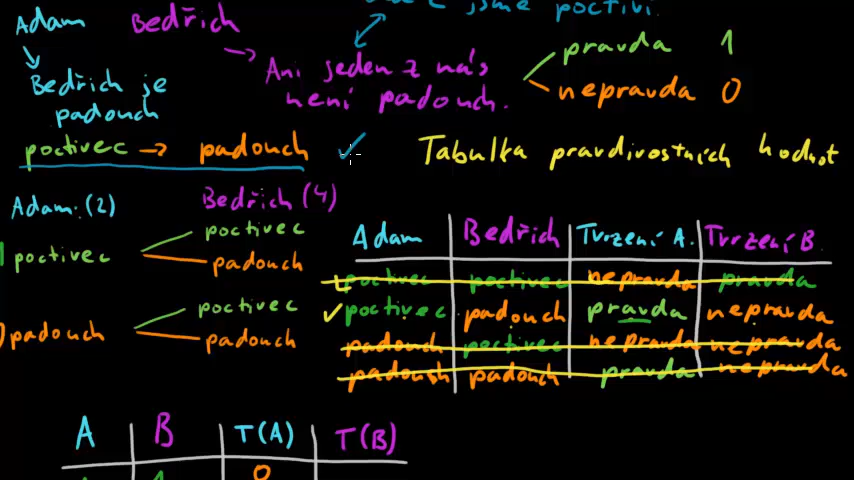 jsme poctiví.
Adam Bedřich
pravda 1
Ani jeden z nás
není padouch.
nepravda 0
Bedřich je
padouch
poctivec → padouch ✓
Tabulka pravdivostních hodnot
Adam (2) Bedřich (4)
poctivec
1 poctivec
padouch
poctivec
0 padouch
padouch
Adam Bedřich Tvrzení A. Tvrzení B.
poctivec poctivec nepravda pravda
✓ poctivec padouch pravda nepravda
padouch poctivec nepravda nepravda
padouch padouch pravda nepravda
A B T(A) T(B)
0